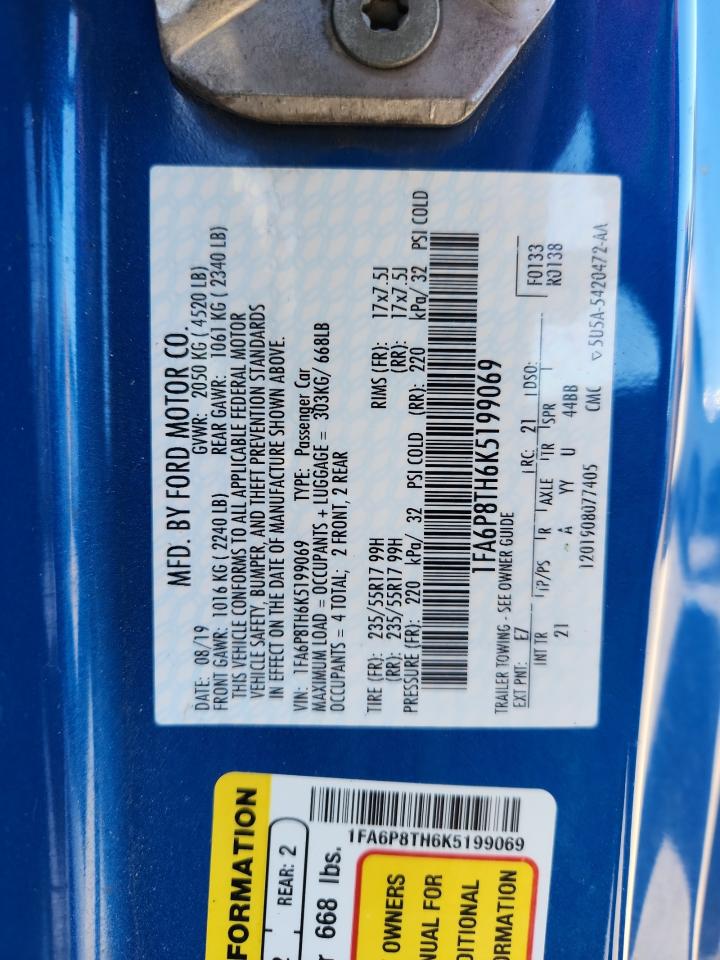 MFD. BY FORD MOTOR CO.
DATE: 08/19 GVWR: 2050 KG ( 4520 LB)
FRONT GAWR: 1016 KG ( 2240 LB) REAR GAWR: 1061 KG ( 2340 LB)
THIS VEHICLE CONFORMS TO ALL APPLICABLE FEDERAL MOTOR
VEHICLE SAFETY, BUMPER, AND THEFT PREVENTION STANDARDS
IN EFFECT ON THE DATE OF MANUFACTURE SHOWN ABOVE.
VIN: 1FA6P8TH6K5199069 TYPE: Passenger Car
MAXIMUM LOAD = OCCUPANTS + LUGGAGE = 303KG/ 668LB
OCCUPANTS = 4 TOTAL; 2 FRONT, 2 REAR
TIRE (FR): 235/55R17 99H RIMS (FR): 17x7.5J
(RR): 235/55R17 99H (RR): 17x7.5J
PRESSURE (FR): 220 kPa/ 32 PSI COLD (RR): 220 kPa/ 32 PSI COLD
1FA6P8TH6K5199069
TRAILER TOWING - SEE OWNER GUIDE
EXT PNT: E7 RC: 21 DSO: F0133
INT TR TP/PS R AXLE TR SPR R0138
21 A YY U 44BB
1201908077405 CMC 5U5A-5420472-AA
FORMATION
2 REAR: 2
668 lbs.
1FA6P8TH6K5199069
OWNERS
NUAL FOR
DITIONAL
ORMATION